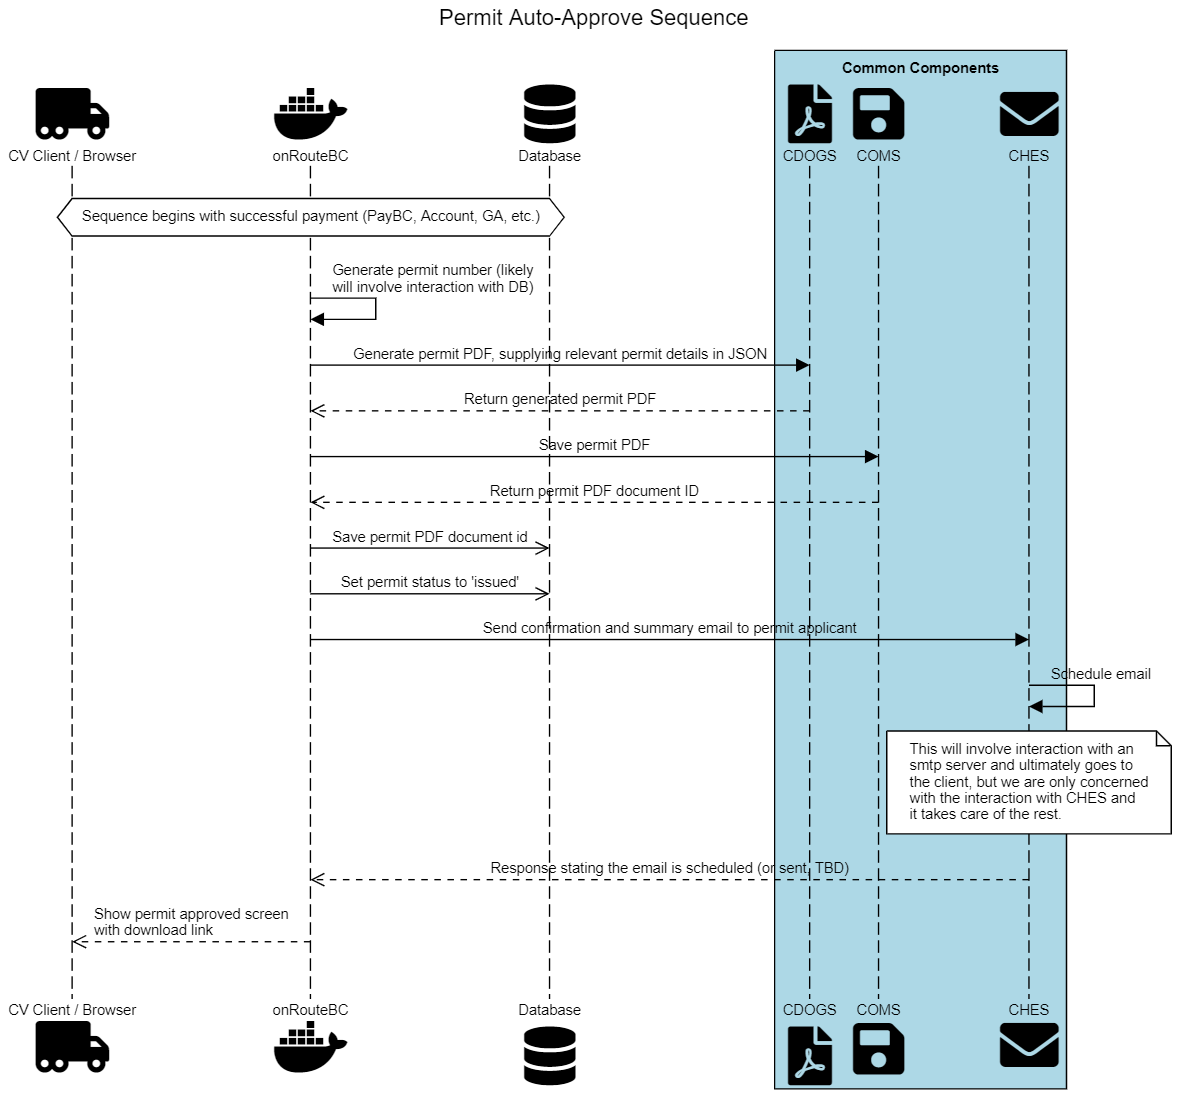 Permit Auto-Approve Sequence
Common Components
CV Client / Browser
onRouteBC
Database
CDOGS
COMS
CHES
Sequence begins with successful payment (PayBC, Account, GA, etc.)
Generate permit number (likely
will involve interaction with DB)
Generate permit PDF, supplying relevant permit details in JSON
Return generated permit PDF
Save permit PDF
Return permit PDF document ID
Save permit PDF document id
Set permit status to 'issued'
Send confirmation and summary email to permit applicant
Schedule email
This will involve interaction with an
smtp server and ultimately goes to
the client, but we are only concerned
with the interaction with CHES and
it takes care of the rest.
Response stating the email is scheduled (or sent, TBD)
Show permit approved screen
with download link
CV Client / Browser
onRouteBC
Database
CDOGS
COMS
CHES